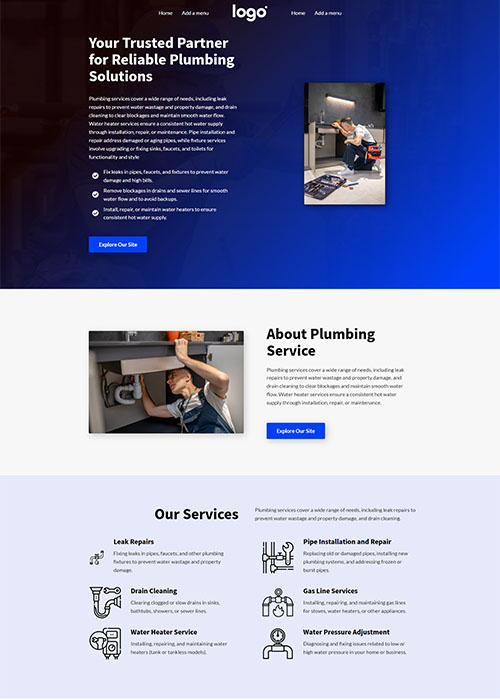 Home
Add a menu
logo
Home
Add a menu
Your Trusted Partner
for Reliable Plumbing
Solutions
Plumbing services cover a wide range of needs, including leak
repairs to prevent water wastage and property damage, and drain
cleaning to clear blockages and maintain smooth water flow.
Water heater services ensure a consistent hot water supply
through installation, repair, or maintenance. Pipe installation and
repair address damaged or aging pipes, while fixture services
involve upgrading or fixing sinks, faucets, and toilets for
functionality and style
Fix leaks in pipes, faucets, and fixtures to prevent water
damage and high bills.
Remove blockages in drains and sewer lines for smooth
water flow and to avoid backups.
Install, repair, or maintain water heaters to ensure
consistent hot water supply.
Explore Our Site
About Plumbing
Service
Plumbing services cover a wide range of needs, including leak
repairs to prevent water wastage and property damage, and
drain cleaning to clear blockages and maintain smooth water
flow. Water heater services ensure a consistent hot water
supply through installation, repair, or maintenance.
Explore Our Site
Our Services
Plumbing services cover a wide range of needs, including leak repairs to
prevent water wastage and property damage, and drain cleaning.
Leak Repairs
Fixing leaks in pipes, faucets, and other plumbing
fixtures to prevent water wastage and property
damage.
Pipe Installation and Repair
Replacing old or damaged pipes, installing new
plumbing systems, and addressing frozen or
burst pipes.
Drain Cleaning
Clearing clogged or slow drains in sinks,
bathtubs, showers, or sewer lines.
Gas Line Services
Installing, repairing, and maintaining gas lines
for stoves, water heaters, or other appliances.
Water Heater Service
Installing, repairing, and maintaining water
heaters (tank or tankless models).
Water Pressure Adjustment
Diagnosing and fixing issues related to low or
high water pressure in your home or business.